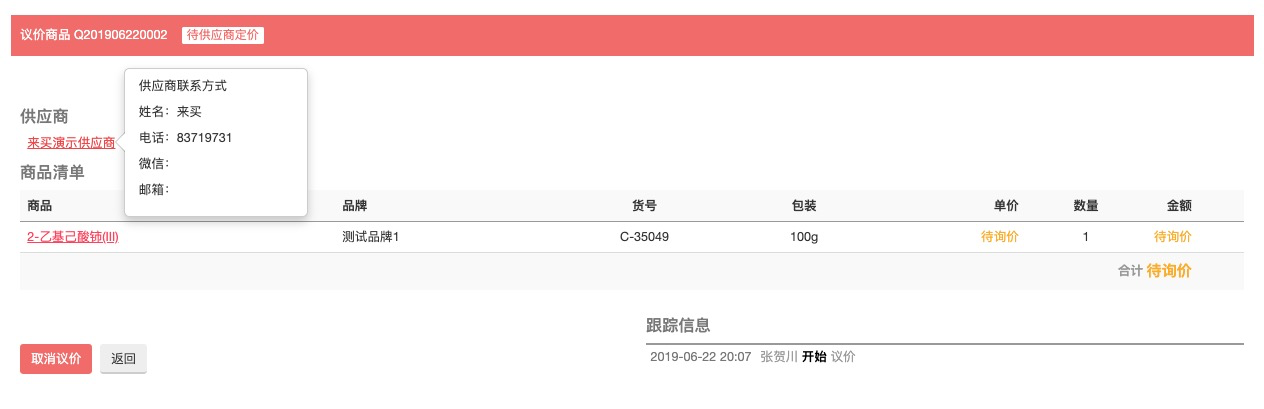 议价商品 Q201906220002 待供应商定价
供应商联系方式
姓名：来买
电话：83719731
微信：
邮箱：
供应商
来买演示供应商
商品清单
商品 品牌 货号 包装 单价 数量 金额
2-乙基己酸铈(III) 测试品牌1 C-35049 100g 待询价 1 待询价
合计 待询价
跟踪信息
2019-06-22 20:07 张贺川 开始 议价
取消议价 返回